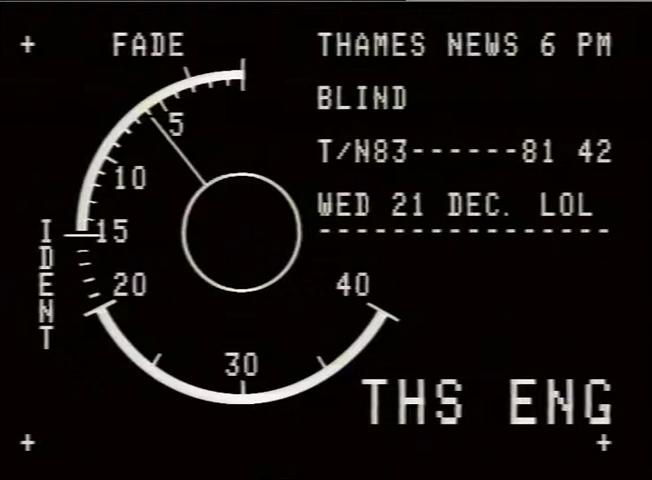 FADE
THAMES NEWS 6 PM
BLIND
T/N83------81 42
WED 21 DEC. LOL
-----------------
5
10
15
20
30
40
IDENT
THS ENG